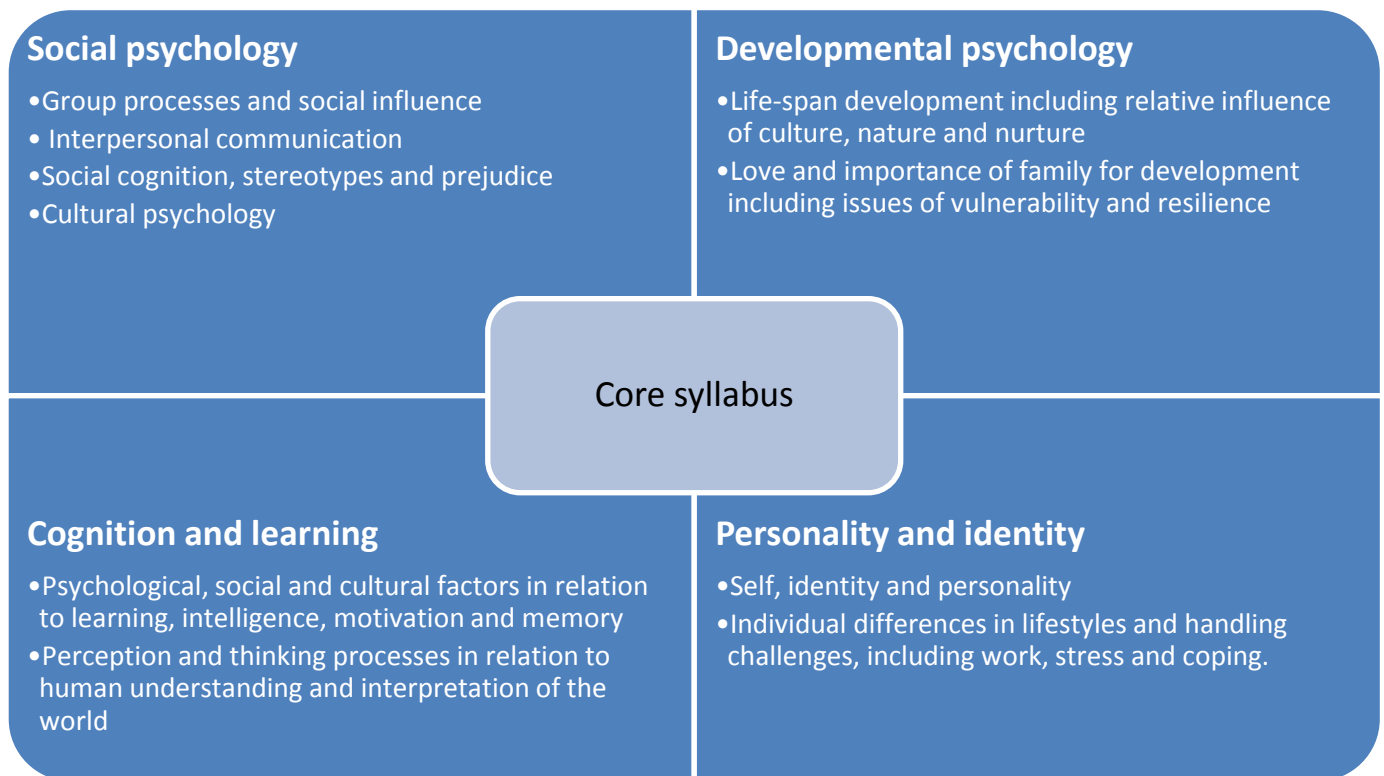 Social psychology
•Group processes and social influence
• Interpersonal communication
•Social cognition, stereotypes and prejudice
•Cultural psychology
Developmental psychology
•Life-span development including relative influence
of culture, nature and nurture
•Love and importance of family for development
including issues of vulnerability and resilience
Core syllabus
Cognition and learning
•Psychological, social and cultural factors in relation
to learning, intelligence, motivation and memory
•Perception and thinking processes in relation to
human understanding and interpretation of the
world
Personality and identity
•Self, identity and personality
•Individual differences in lifestyles and handling
challenges, including work, stress and coping.